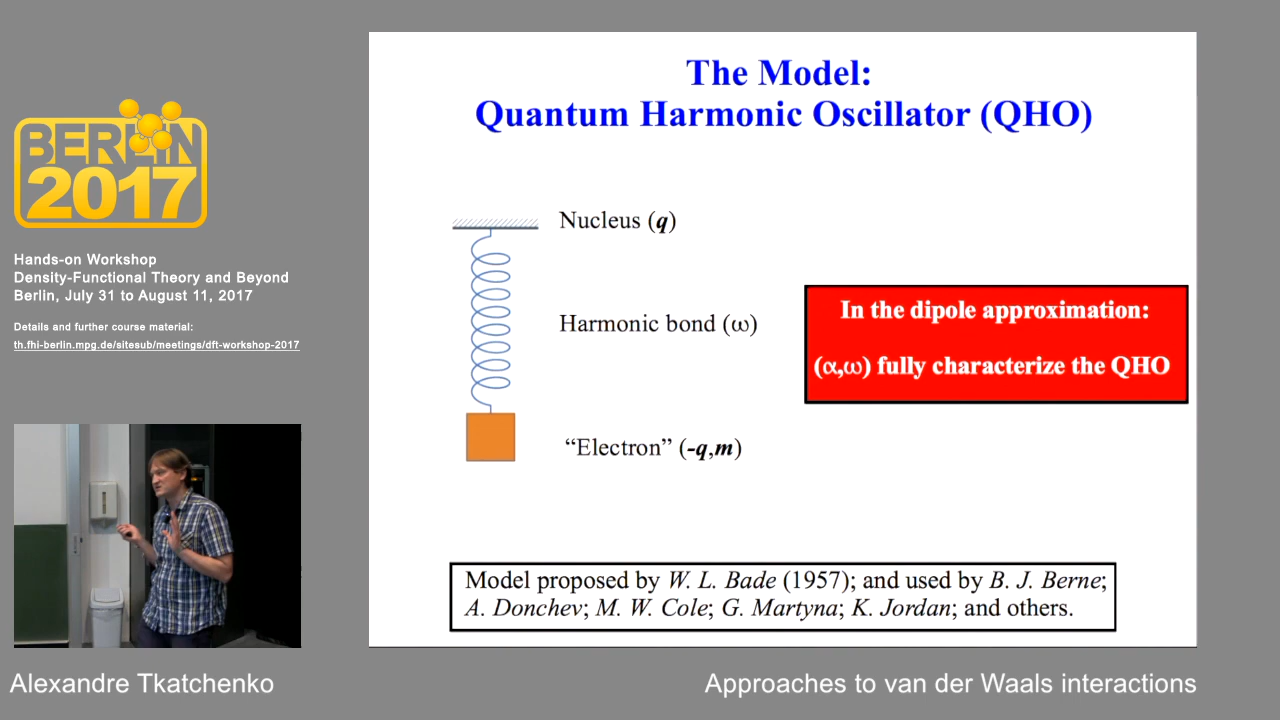 BERLIN
2017
Hands-on Workshop
Density-Functional Theory and Beyond
Berlin, July 31 to August 11, 2017
Details and further course material:
th.fhi-berlin.mpg.de/sitesub/meetings/dft-workshop-2017
The Model:
Quantum Harmonic Oscillator (QHO)
Nucleus (q)
Harmonic bond (ω)
“Electron” (-q,m)
In the dipole approximation:
(α,ω) fully characterize the QHO
Model proposed by W. L. Bade (1957); and used by B. J. Berne;
A. Donchev; M. W. Cole; G. Martyna; K. Jordan; and others.
Alexandre Tkatchenko
Approaches to van der Waals interactions